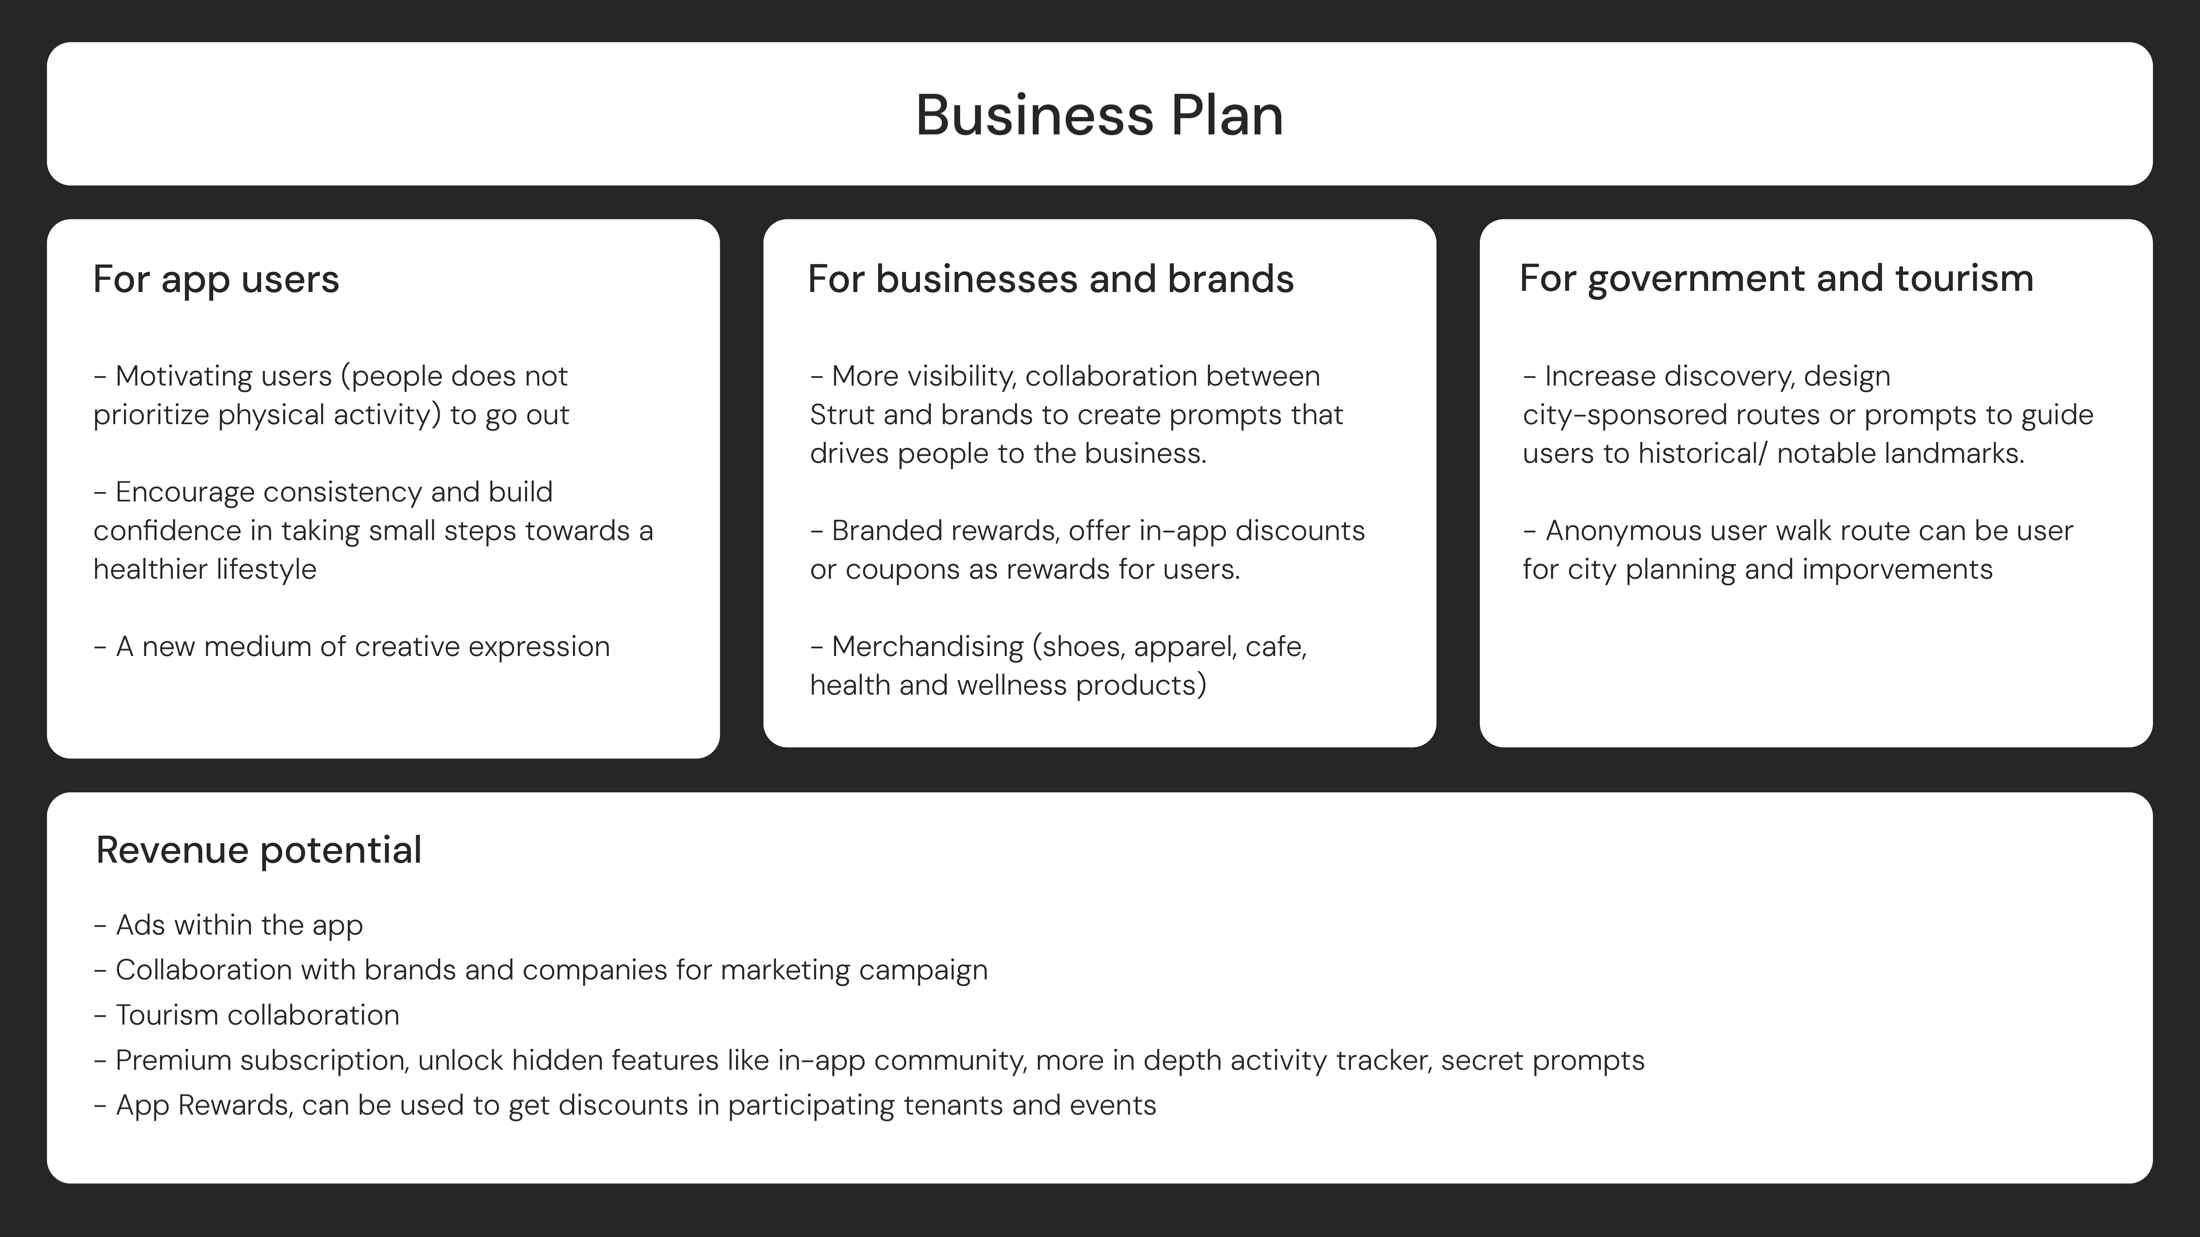 Business Plan
For app users
- Motivating users (people does not
prioritize physical activity) to go out
- Encourage consistency and build
confidence in taking small steps towards a
healthier lifestyle
- A new medium of creative expression
For businesses and brands
- More visibility, collaboration between
Strut and brands to create prompts that
drives people to the business.
- Branded rewards, offer in-app discounts
or coupons as rewards for users.
- Merchandising (shoes, apparel, cafe,
health and wellness products)
For government and tourism
- Increase discovery, design
city-sponsored routes or prompts to guide
users to historical/ notable landmarks.
- Anonymous user walk route can be user
for city planning and imporvements
Revenue potential
- Ads within the app
- Collaboration with brands and companies for marketing campaign
- Tourism collaboration
- Premium subscription, unlock hidden features like in-app community, more in depth activity tracker, secret prompts
- App Rewards, can be used to get discounts in participating tenants and events